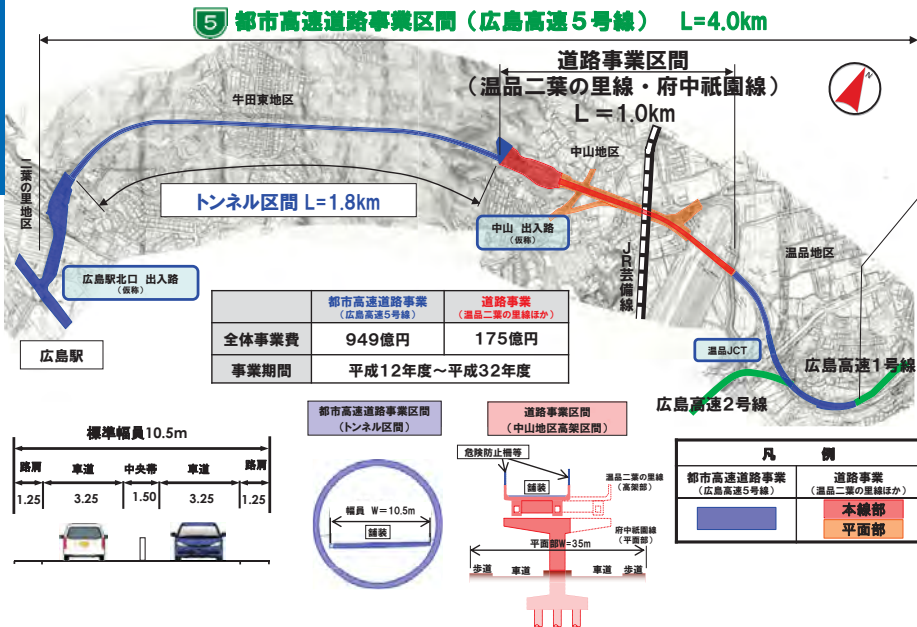 5 都市高速道路事業区間(広島高速5号線) L=4.0km
道路事業区間
(温品二葉の里線・府中祗園線)
L=1.0km
N
牛田東地区
中山地区
二葉の里地区
トンネル区間 L=1.8km
中山 出入路
(仮称)
JR芸備線
温品地区
広島駅北口 出入路
(仮称)
広島駅
都市高速道路事業
(広島高速5号線)
道路事業
(温品二葉の里線ほか)
全体事業費
949億円
175億円
事業期間
平成12年度~平成32年度
温品JCT
広島高速1号線
広島高速2号線
標準幅員10.5m
路肩 車道 中央帯 車道 路肩
1.25 3.25 1.50 3.25 1.25
都市高速道路事業区間
(トンネル区間)
幅員 W=10.5m
舗装
道路事業区間
(中山地区高架区間)
危険防止柵等
舗装
温品二葉の里線
(高架部)
府中祗園線
(平面部)
平面部W=35m
歩道 車道 車道 歩道
凡 例
都市高速道路事業
(広島高速5号線)
道路事業
(温品二葉の里線ほか)
本線部
平面部